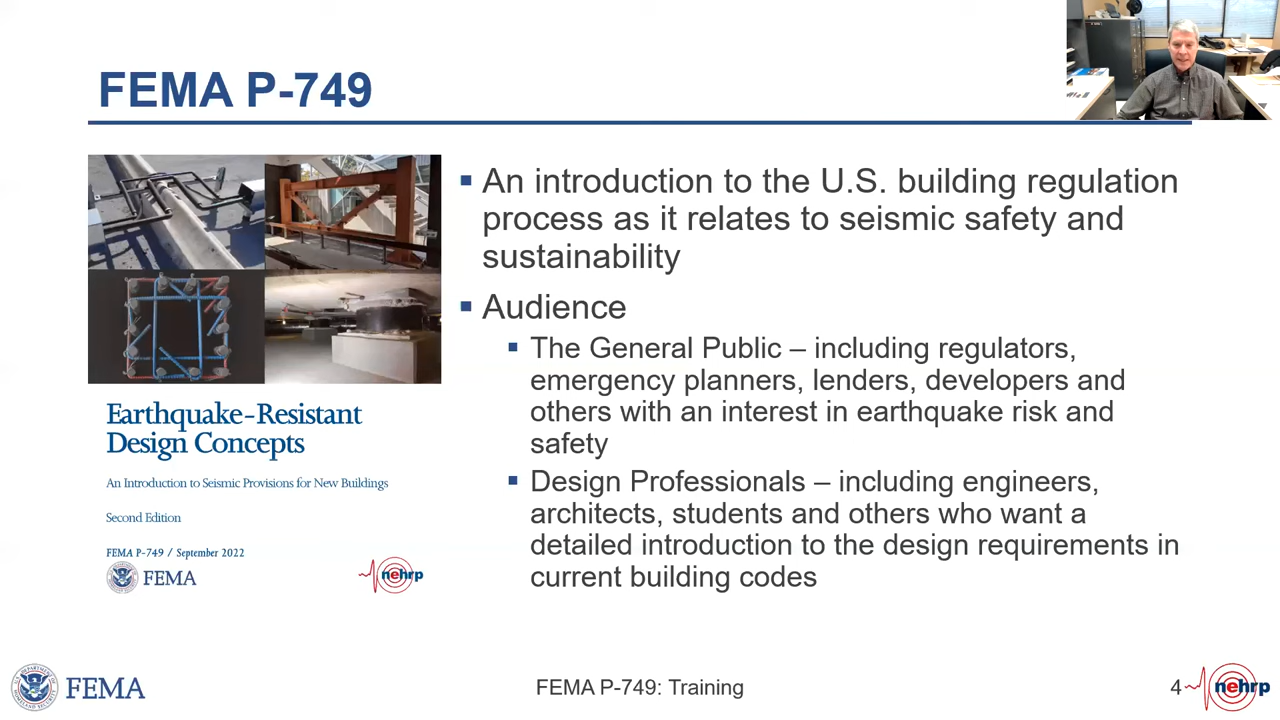 FEMA P-749
An introduction to the U.S. building regulation
process as it relates to seismic safety and
sustainability
Audience
The General Public – including regulators,
emergency planners, lenders, developers and
others with an interest in earthquake risk and
safety
Design Professionals – including engineers,
architects, students and others who want a
detailed introduction to the design requirements in
current building codes
Earthquake-Resistant
Design Concepts
An Introduction to Seismic Provisions for New Buildings
Second Edition
FEMA P-749 / September 2022
FEMA
nehrp
FEMA
FEMA P-749: Training
4
nehrp